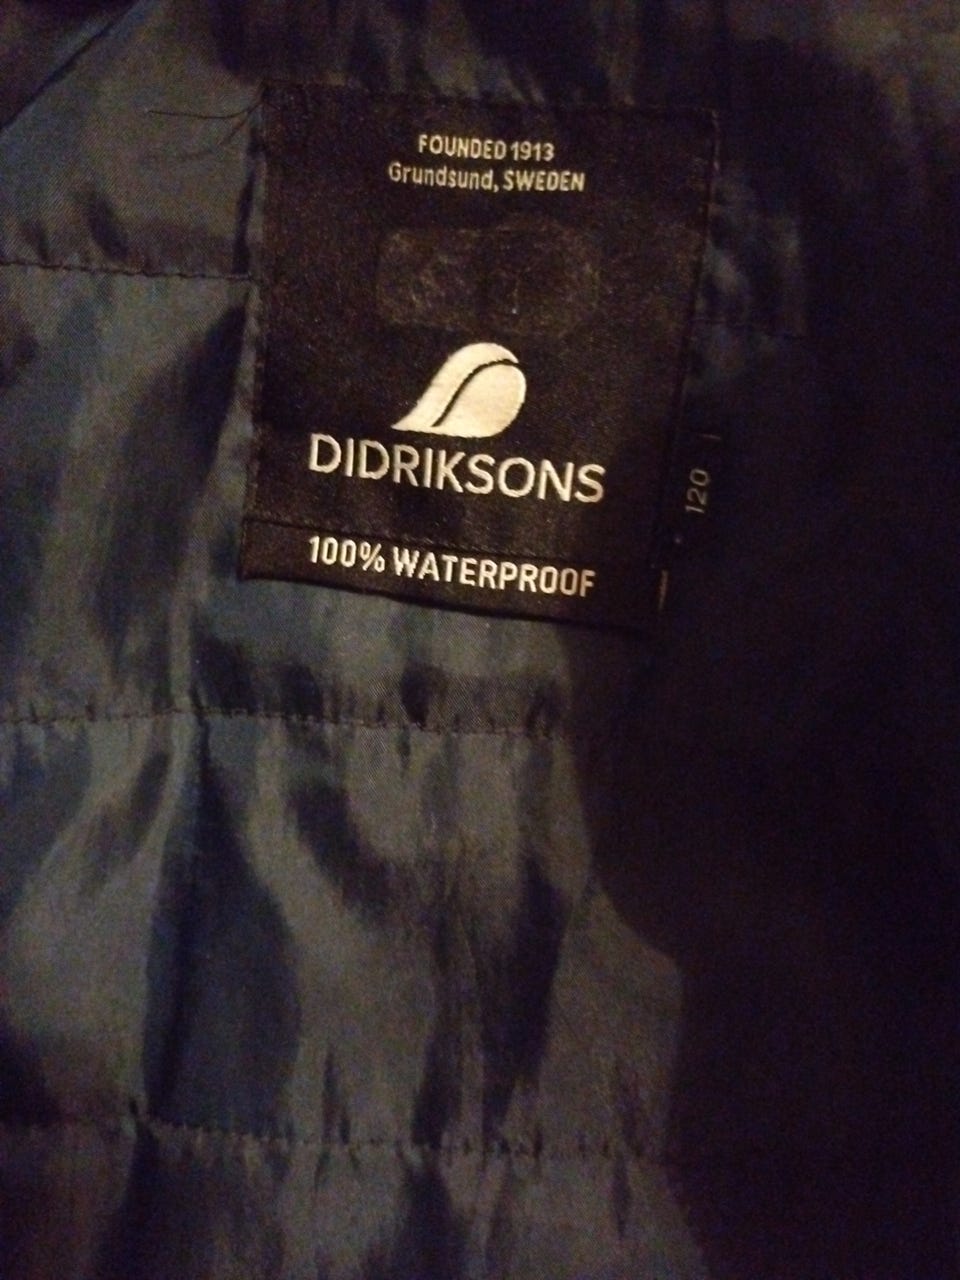 FOUNDED 1913
Grundsund, SWEDEN
DIDRIKSONS
100% WATERPROOF
120